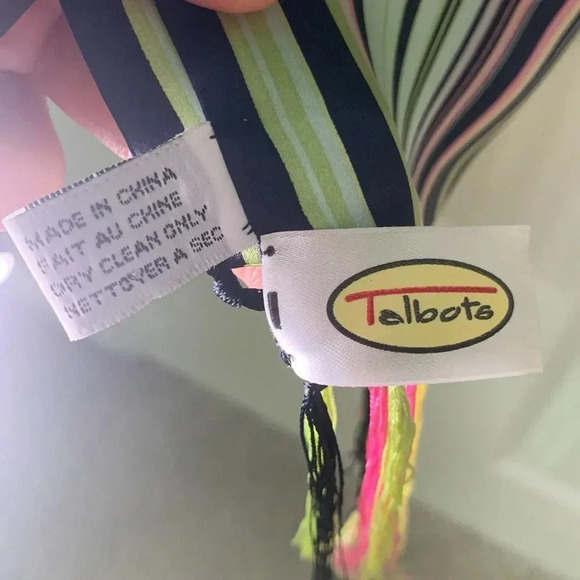 MADE IN CHINA
FAIT AU CHINE
DRY CLEAN ONLY
NETTOYER A SEC
Talbots